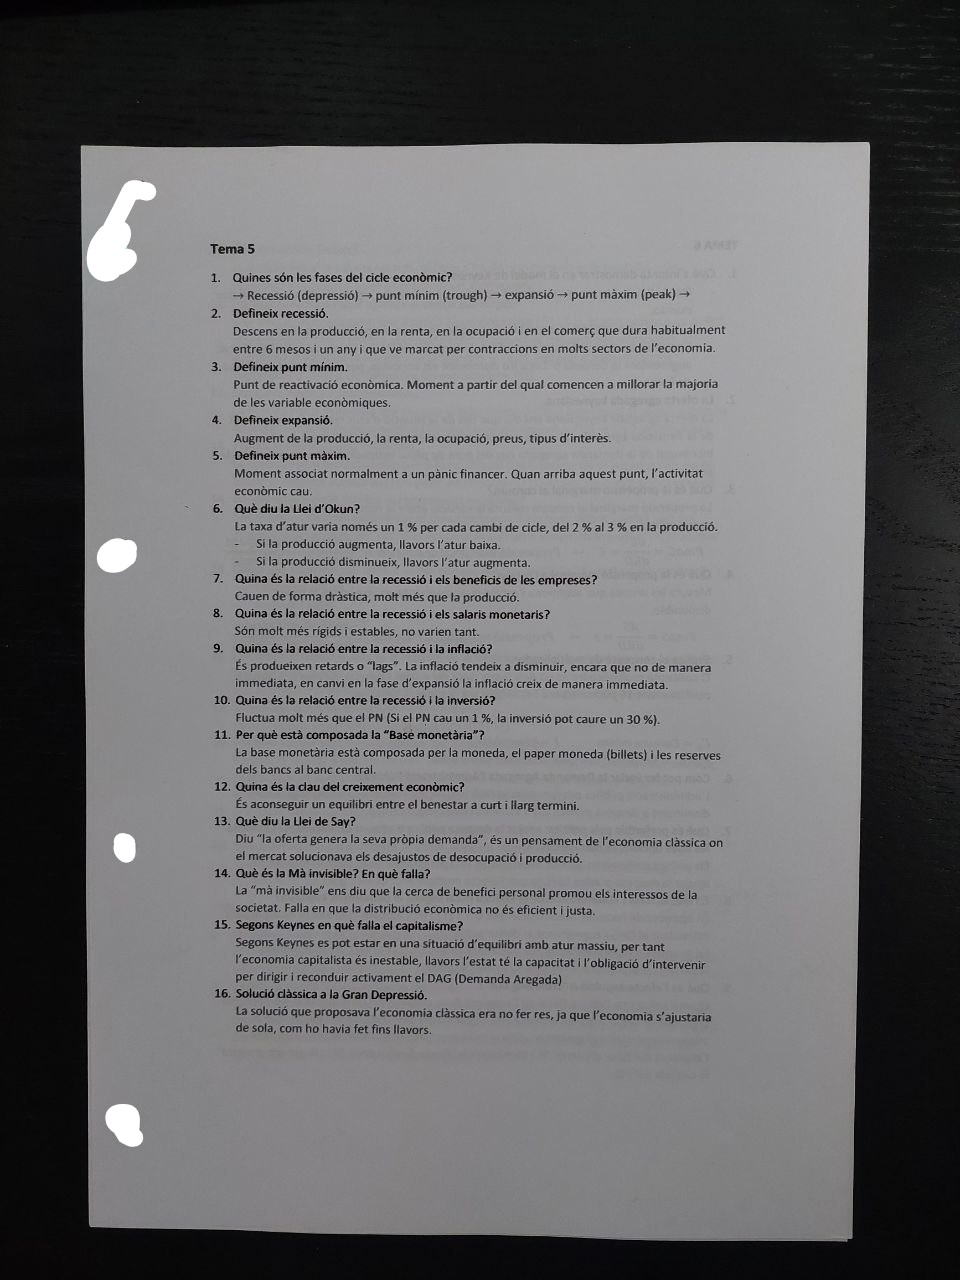 Tema 5
1. Quines són les fases del cicle econòmic?
→ Recessió (depressió) → punt mínim (trough) → expansió → punt màxim (peak) →
2. Defineix recessió.
Descens en la producció, en la renta, en la ocupació i en el comerç que dura habitualment
entre 6 mesos i un any i que ve marcat per contraccions en molts sectors de l'economia.
3. Defineix punt mínim.
Punt de reactivació econòmica. Moment a partir del qual comencen a millorar la majoria
de les variable econòmiques.
4. Defineix expansió.
Augment de la producció, la renta, la ocupació, preus, tipus d'interès.
5. Defineix punt màxim.
Moment associat normalment a un pànic financer. Quan arriba aquest punt, l'activitat
econòmic cau.
6. Què diu la Llei d'Okun?
La taxa d'atur varia només un 1 % per cada cambi de cicle, del 2 % al 3 % en la producció.
- Si la producció augmenta, llavors l'atur baixa.
- Si la producció disminueix, llavors l'atur augmenta.
7. Quina és la relació entre la recessió i els beneficis de les empreses?
Cauen de forma dràstica, molt més que la producció.
8. Quina és la relació entre la recessió i els salaris monetaris?
Són molt més rígids i estables, no varien tant.
9. Quina és la relació entre la recessió i la inflació?
És produeixen retards o "lags". La inflació tendeix a disminuir, encara que no de manera
immediata, en canvi en la fase d'expansió la inflació creix de manera immediata.
10. Quina és la relació entre la recessió i la inversió?
Fluctua molt més que el PN (Si el PN cau un 1 %, la inversió pot caure un 30 %).
11. Per què està composada la "Base monetària"?
La base monetària està composada per la moneda, el paper moneda (billets) i les reserves
dels bancs al banc central.
12. Quina és la clau del creixement econòmic?
És aconseguir un equilibri entre el benestar a curt i llarg termini.
13. Què diu la Llei de Say?
Diu "la oferta genera la seva pròpia demanda", és un pensament de l'economia clàssica on
el mercat solucionava els desajustos de desocupació i producció.
14. Què és la Mà invisible? En què falla?
La "mà invisible" ens diu que la cerca de benefici personal promou els interessos de la
societat. Falla en que la distribució econòmica no és eficient i justa.
15. Segons Keynes en què falla el capitalisme?
Segons Keynes es pot estar en una situació d'equilibri amb atur massiu, per tant
l'economia capitalista és inestable, llavors l'estat té la capacitat i l'obligació d'intervenir
per dirigir i reconduir activament el DAG (Demanda Aregada)
16. Solució clàssica a la Gran Depressió.
La solució que proposava l'economia clàssica era no fer res, ja que l'economia s'ajustaria
de sola, com ho havia fet fins llavors.